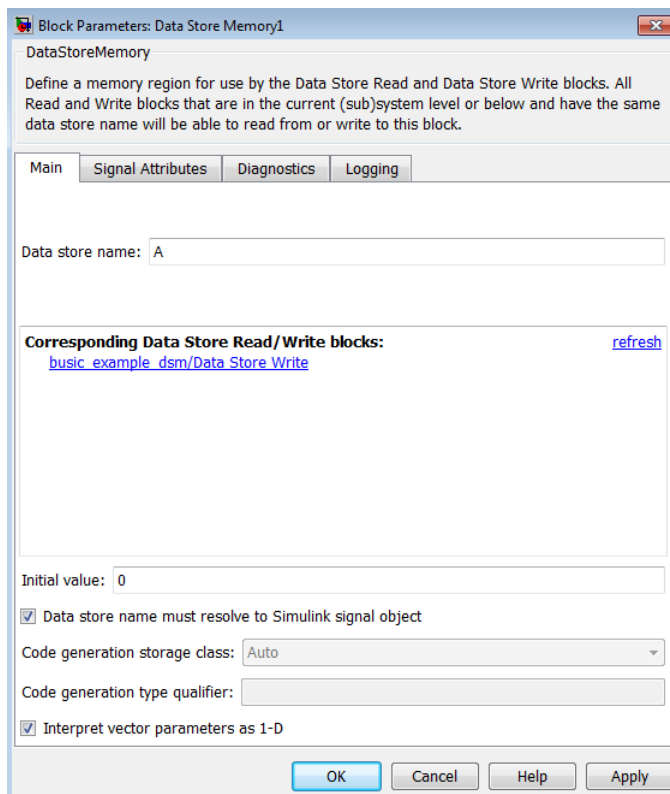 Block Parameters: Data Store Memory1
DataStoreMemory
Define a memory region for use by the Data Store Read and Data Store Write blocks. All
Read and Write blocks that are in the current (sub)system level or below and have the same
data store name will be able to read from or write to this block.
Main Signal Attributes Diagnostics Logging
Data store name: A
Corresponding Data Store Read/Write blocks: refresh
busic_example_dsm/Data Store Write
Initial value: 0
Data store name must resolve to Simulink signal object
Code generation storage class: Auto
Code generation type qualifier:
Interpret vector parameters as 1-D
OK Cancel Help Apply